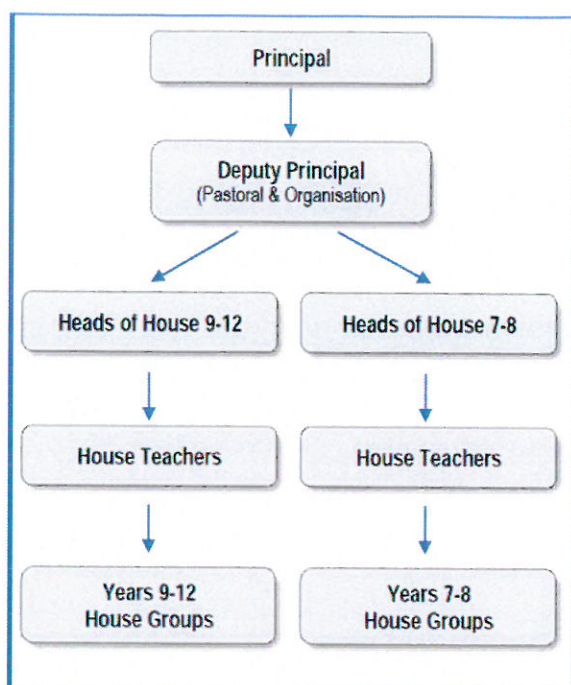 Principal
Deputy Principal
(Pastoral & Organisation)
Heads of House 9-12
Heads of House 7-8
House Teachers
House Teachers
Years 9-12
House Groups
Years 7-8
House Groups